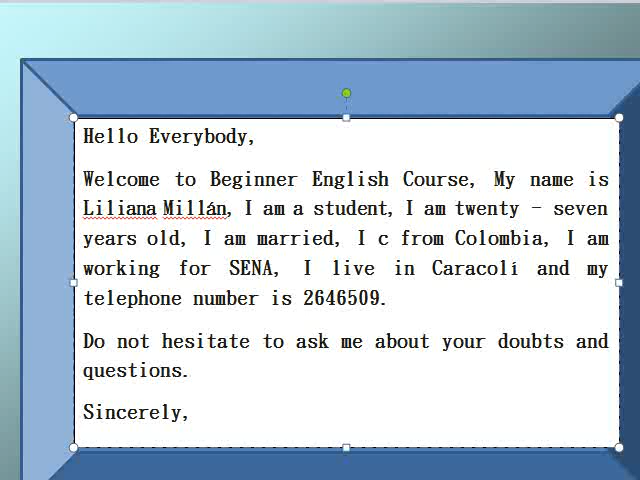 Hello Everybody,
Welcome to Beginner English Course, My name is
Liliana Millán, I am a student, I am twenty - seven
years old, I am married, I c from Colombia, I am
working for SENA, I live in Caracolí and my
telephone number is 2646509.
Do not hesitate to ask me about your doubts and
questions.
Sincerely,